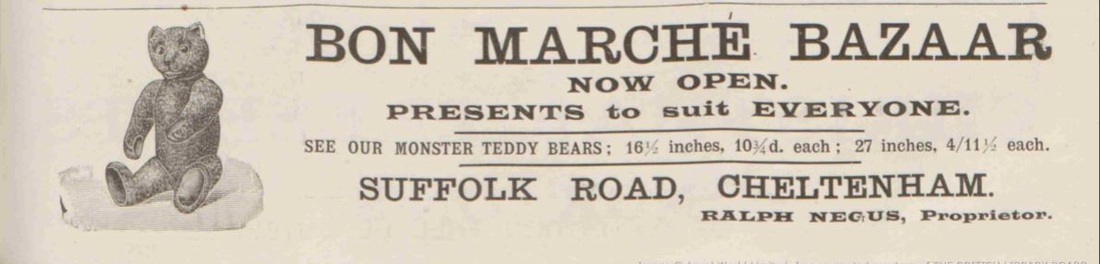 BON MARCHÉ BAZAAR
NOW OPEN.
PRESENTS to suit EVERYONE.
SEE OUR MONSTER TEDDY BEARS; 16½ inches, 10¾d. each; 27 inches, 4/11½ each.
SUFFOLK ROAD, CHELTENHAM.
RALPH NEGUS, Proprietor.